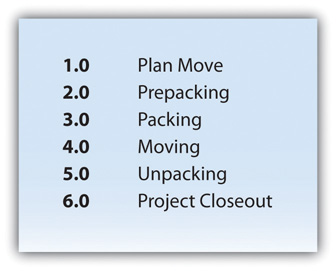 1.0 Plan Move
2.0 Prepacking
3.0 Packing
4.0 Moving
5.0 Unpacking
6.0 Project Closeout